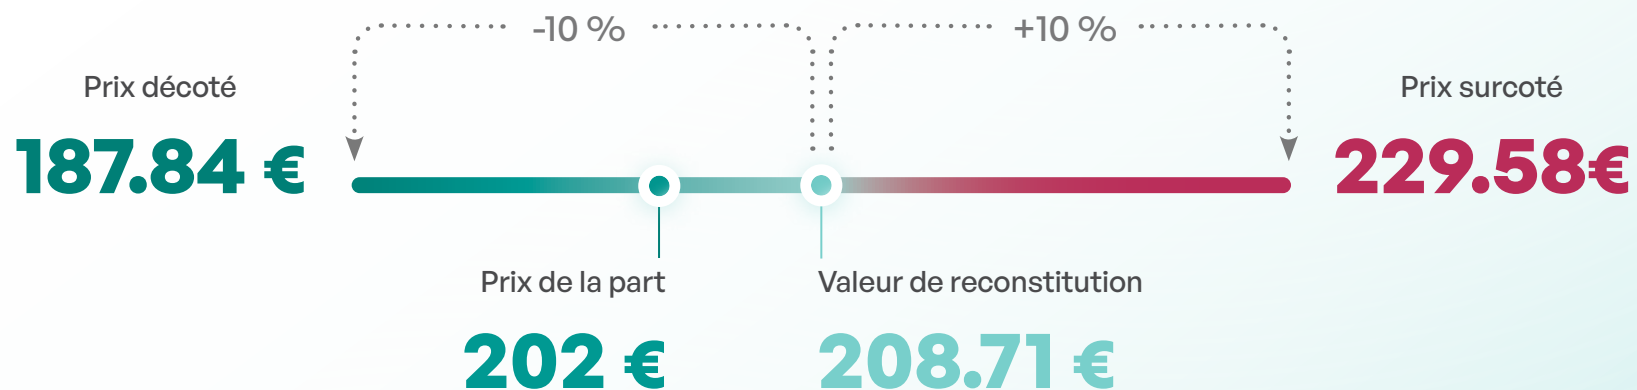 -10 %
+10 %
Prix décoté
187.84 €
Prix surcoté
229.58€
Prix de la part
202 €
Valeur de reconstitution
208.71 €